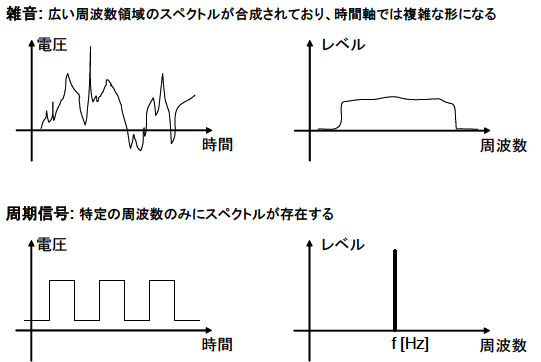 雑音: 広い周波数領域のスペクトルが合成されており、時間軸では複雑な形になる
電圧
レベル
時間
周波数
周期信号: 特定の周波数のみにスペクトルが存在する
電圧
レベル
時間
f [Hz]
周波数